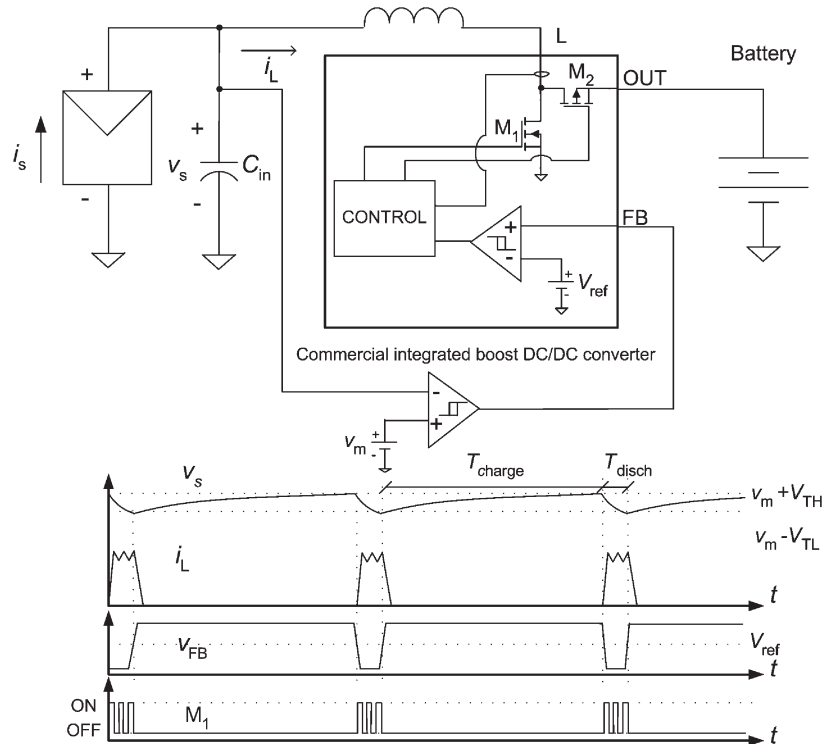 L
Battery
+
i_L
M_2
OUT
+
M_1
i_s
v_s
C_in
-
-
CONTROL
FB
+
-
+
V_ref
-
Commercial integrated boost DC/DC converter
-
+
v_m
+
-
v_s
T_charge
T_disch
v_m+V_TH
v_m-V_TL
i_L
t
v_FB
V_ref
t
ON
M_1
OFF
t